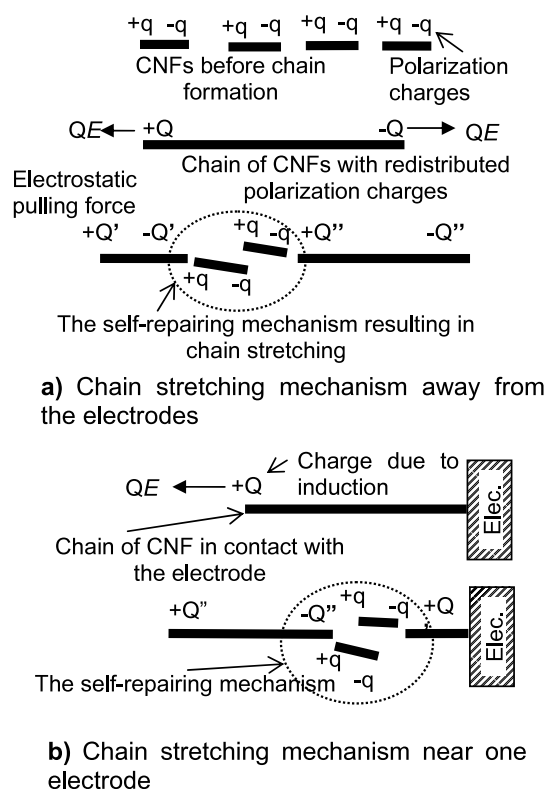 +q -q +q -q +q -q +q -q
CNFs before chain
formation
Polarization
charges
QE +Q -Q QE
Chain of CNFs with redistributed
polarization charges
Electrostatic
pulling force
+Q' -Q' +q -q +Q'' -Q''
+q -q
The self-repairing mechanism resulting in
chain stretching
a) Chain stretching mechanism away from
the electrodes
QE +Q
Charge due to
induction
Elec.
Chain of CNF in contact with
the electrode
+Q" -Q" +q -q +Q
+q
-q
Elec.
The self-repairing mechanism
b) Chain stretching mechanism near one
electrode